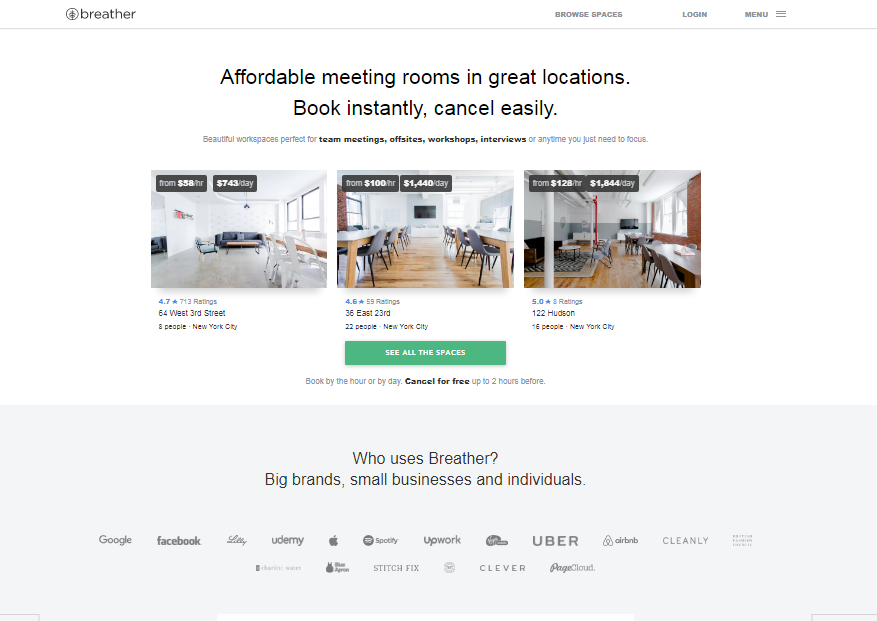 breather
BROWSE SPACES LOGIN MENU
Affordable meeting rooms in great locations.
Book instantly, cancel easily.
Beautiful workspaces perfect for team meetings, offsites, workshops, interviews or anytime you just need to focus.
from $58/hr $743/day from $100/hr $1,440/day from $128/hr $1,844/day
4.7 ★ 713 Ratings 4.6 ★ 59 Ratings 5.0 ★ 8 Ratings
64 West 3rd Street 36 East 23rd 122 Hudson
8 people · New York City 22 people · New York City 16 people · New York City
SEE ALL THE SPACES
Book by the hour or by day. Cancel for free up to 2 hours before.
Who uses Breather?
Big brands, small businesses and individuals.
Google facebook Lilly udemy Spotify Upwork Virgin UBER airbnb CLEANLY BRITISH FASHION COUNCIL
charity: water Blue Apron STITCH FIX CLEVER PageCloud.